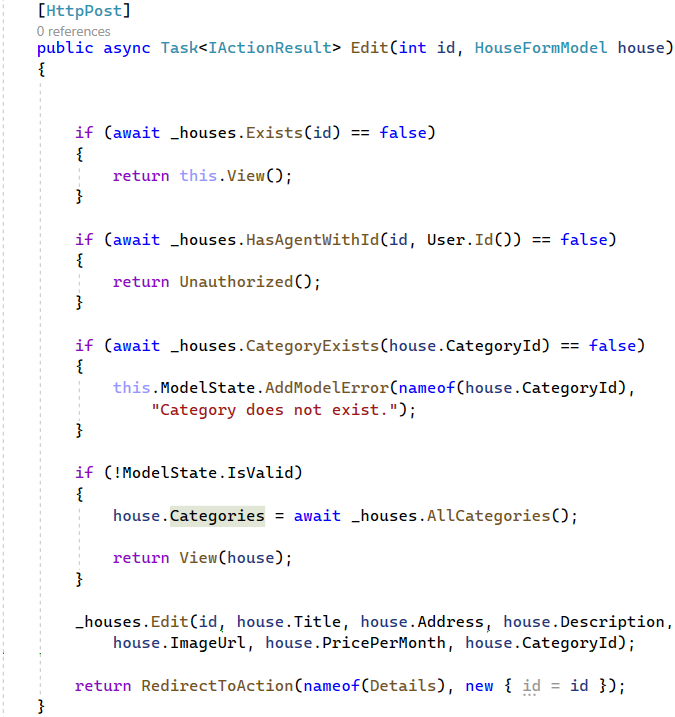 [HttpPost]
0 references
public async Task<IActionResult> Edit(int id, HouseFormModel house)
{
if (await _houses.Exists(id) == false)
{
return this.View();
}
if (await _houses.HasAgentWithId(id, User.Id()) == false)
{
return Unauthorized();
}
if (await _houses.CategoryExists(house.CategoryId) == false)
{
this.ModelState.AddModelError(nameof(house.CategoryId),
"Category does not exist.");
}
if (!ModelState.IsValid)
{
house.Categories = await _houses.AllCategories();
return View(house);
}
_houses.Edit(id, house.Title, house.Address, house.Description,
house.ImageUrl, house.PricePerMonth, house.CategoryId);
return RedirectToAction(nameof(Details), new { id = id });
}